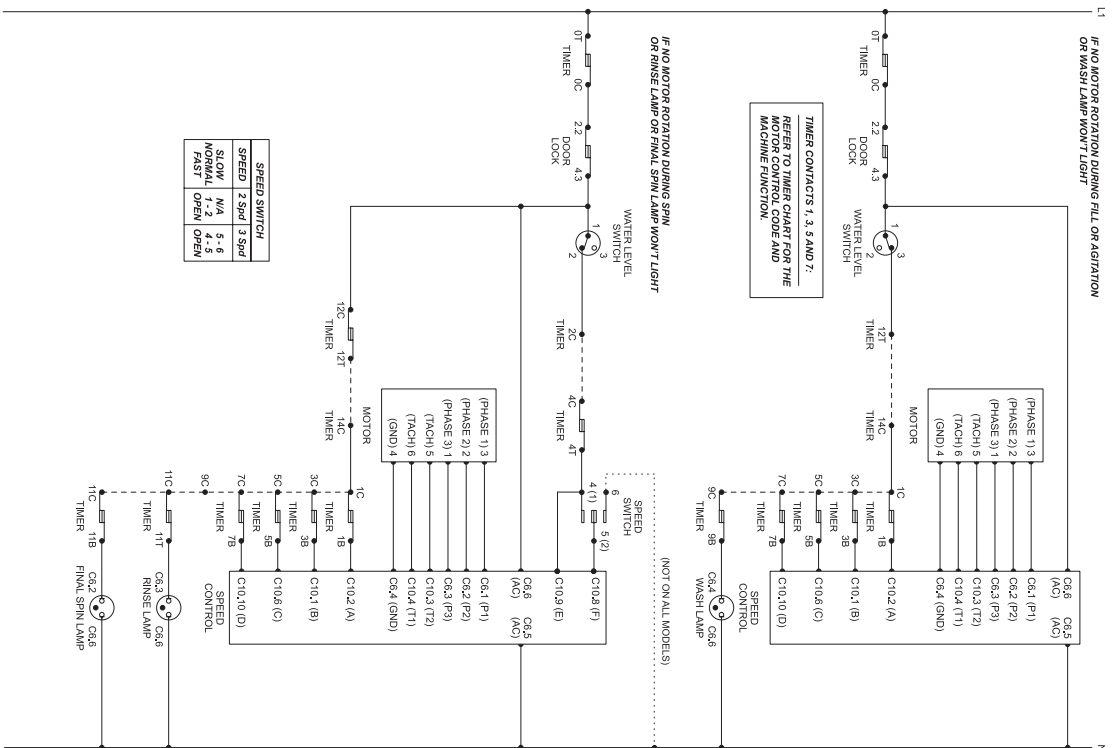 L1
N
IF NO MOTOR ROTATION DURING FILL OR AGITATION
OR WASH LAMP WON'T LIGHT
C6.6
(AC)
C6.5
(AC)
(PHASE 1) 3
(PHASE 2) 2
(PHASE 3) 1
(TACH) 5
(TACH) 6
(GND) 4
MOTOR
C6.1 (P1)
C6.2 (P2)
C6.3 (P3)
C10.3 (T2)
C10.4 (T1)
C6.4 (GND)
0T
0C
TIMER
2.2
4.3
DOOR
LOCK
1
3
2
WATER LEVEL
SWITCH
12T
14C
TIMER
TIMER
1C
1B
TIMER
C10.2 (A)
3C
3B
TIMER
C10.1 (B)
5C
5B
TIMER
C10.6 (C)
7C
7B
TIMER
C10.10 (D)
SPEED
CONTROL
9C
9B
TIMER
C6.4
C6.6
WASH LAMP
TIMER CONTACTS 1, 3, 5 AND 7:
REFER TO TIMER CHART FOR THE
MOTOR CONTROL CODE AND
MACHINE FUNCTION.
IF NO MOTOR ROTATION DURING SPIN
OR RINSE LAMP OR FINAL SPIN LAMP WON'T LIGHT
(NOT ON ALL MODELS)
SPEED
SWITCH
6
4 (1)
5 (2)
C10.8 (F)
C10.9 (E)
0T
0C
TIMER
2.2
4.3
DOOR
LOCK
1
3
2
WATER LEVEL
SWITCH
2C
TIMER
4C
4T
TIMER
C6.6
(AC)
C6.5
(AC)
(PHASE 1) 3
(PHASE 2) 2
(PHASE 3) 1
(TACH) 5
(TACH) 6
(GND) 4
MOTOR
C6.1 (P1)
C6.2 (P2)
C6.3 (P3)
C10.3 (T2)
C10.4 (T1)
C6.4 (GND)
12C
12T
TIMER
14C
TIMER
1C
1B
TIMER
C10.2 (A)
3C
3B
TIMER
C10.1 (B)
5C
5B
TIMER
C10.6 (C)
7C
7B
TIMER
C10.10 (D)
SPEED
CONTROL
9C
11C
11T
TIMER
C6.3
C6.6
RINSE LAMP
11C
11B
TIMER
C6.2
C6.6
FINAL SPIN LAMP
SPEED SWITCH
SPEED 2 Spd 3 Spd
SLOW N/A 5 - 6
NORMAL 1 - 2 4 - 5
FAST OPEN OPEN